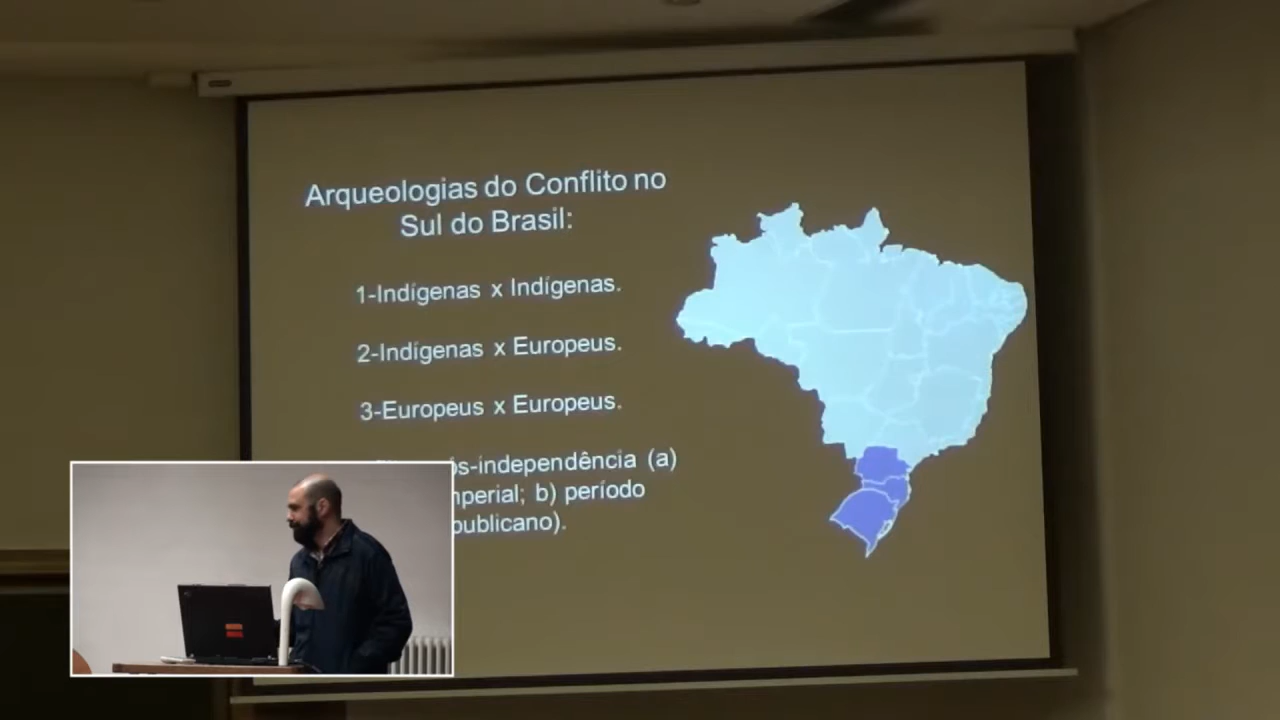 Arqueologias do Conflito no
Sul do Brasil:
1-Indígenas x Indígenas.
2-Indígenas x Europeus.
3-Europeus x Europeus.
(a)
b) período